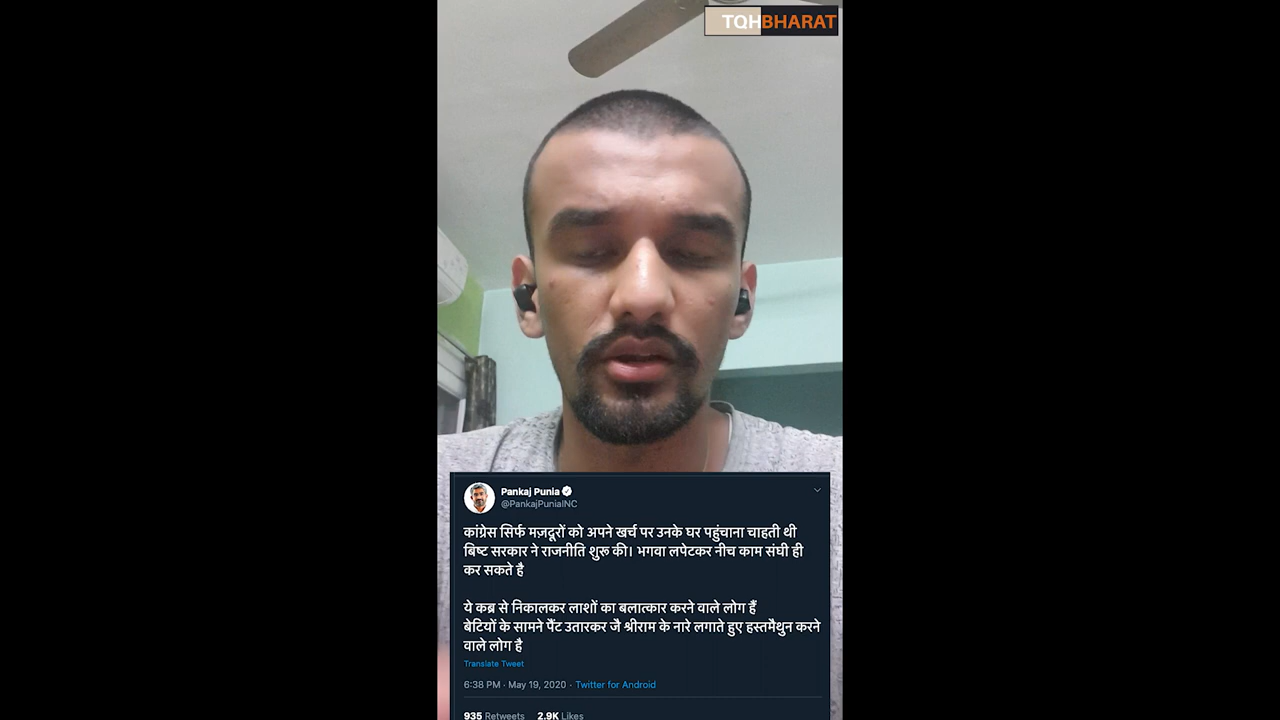 TQHBHARAT
Pankaj Punia
@PankajPuniaINC
कांग्रेस सिर्फ मज़दूरों को अपने खर्च पर उनके घर पहुंचाना चाहती थी
बिष्ट सरकार ने राजनीति शुरू की। भगवा लपेटकर नीच काम संघी ही
कर सकते है
ये कब्र से निकालकर लाशों का बलात्कार करने वाले लोग हैं
बेटियों के सामने पैंट उतारकर जै श्रीराम के नारे लगाते हुए हस्तमैथुन करने
वाले लोग है
Translate Tweet
6:38 PM · May 19, 2020 · Twitter for Android
935 Retweets 2.9K Likes